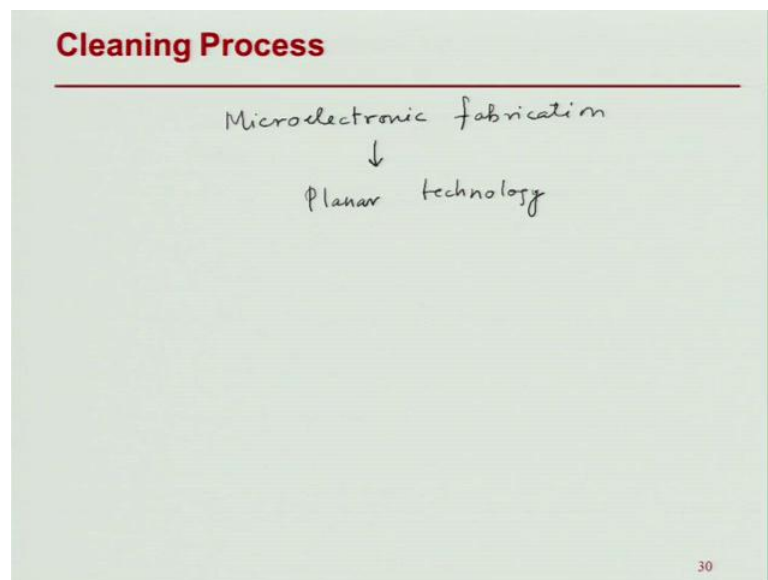 Cleaning Process
Microelectronic fabrication
↓
Planar technology
30